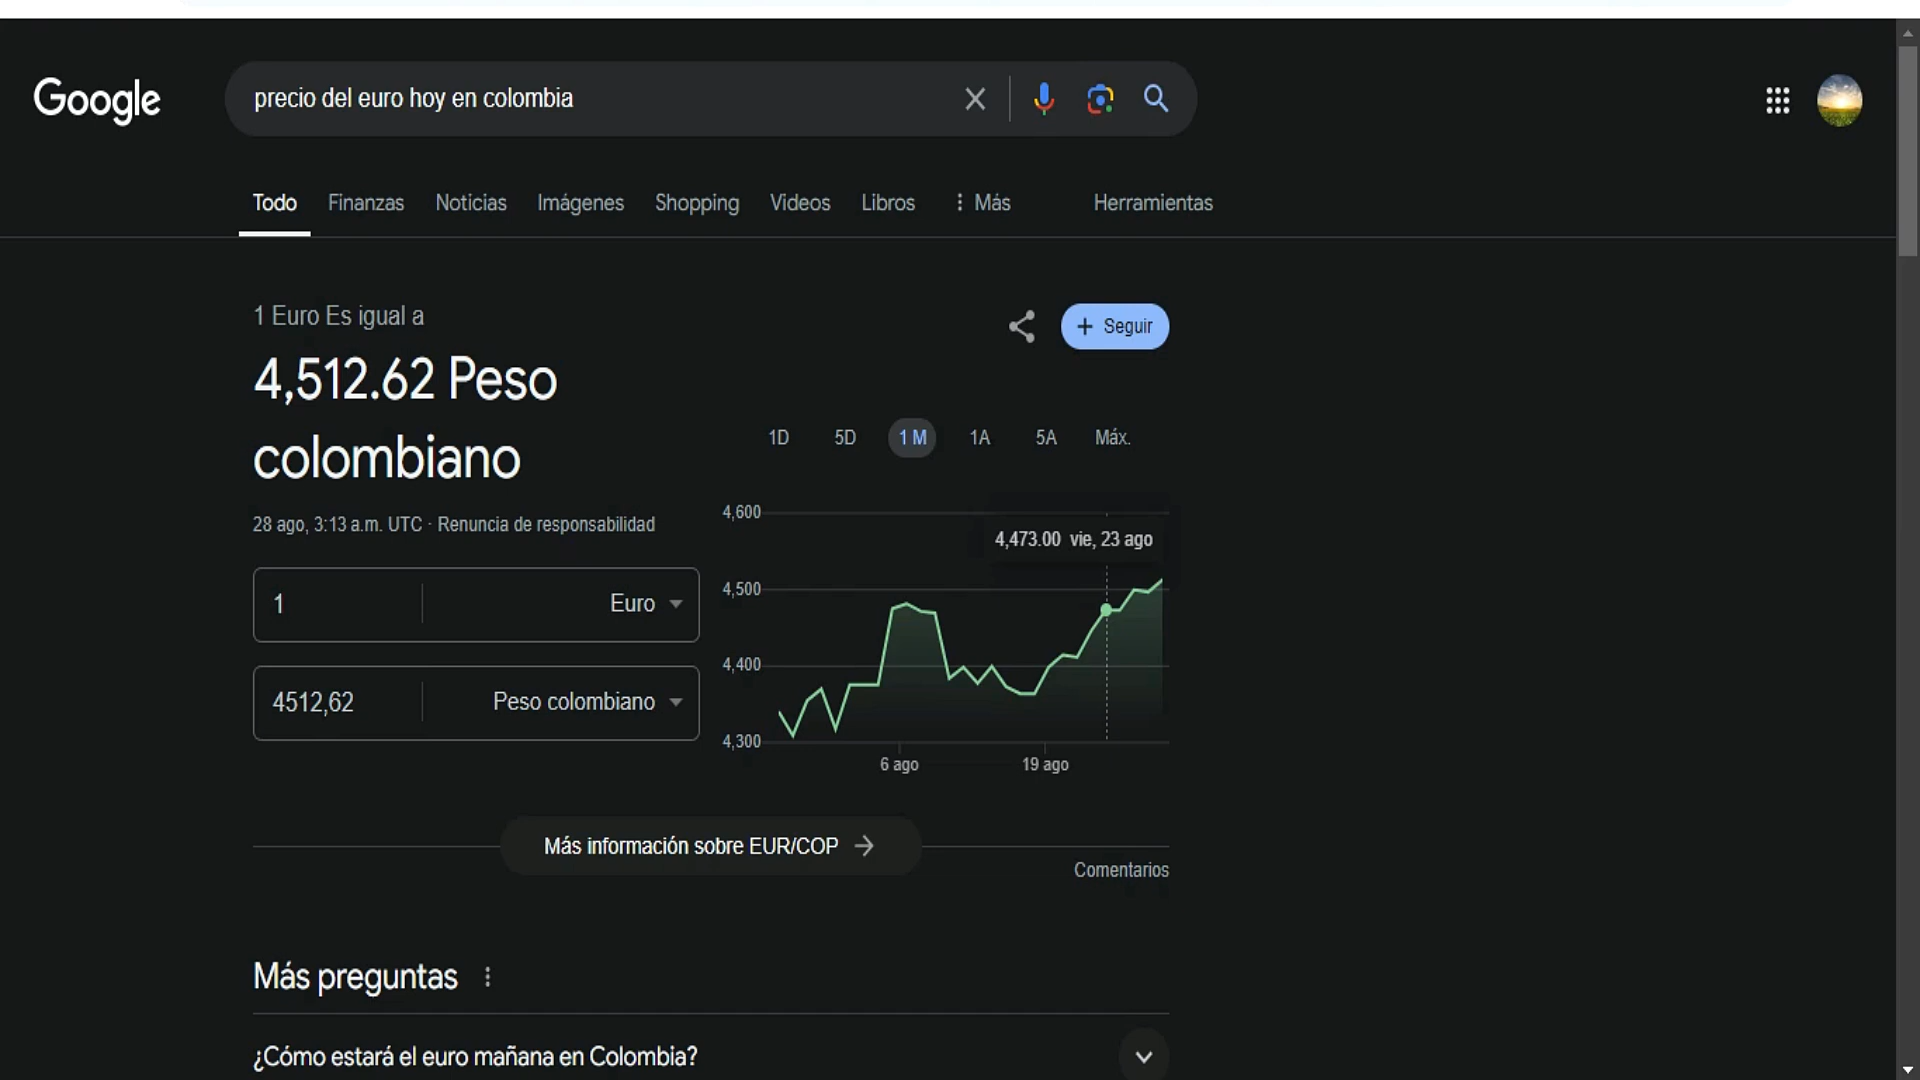 Google
precio del euro hoy en colombia
Todo Finanzas Noticias Imágenes Shopping Videos Libros Más Herramientas
1 Euro Es igual a
4,512.62 Peso
colombiano
28 ago, 3:13 a.m. UTC · Renuncia de responsabilidad
1 Euro
4512,62 Peso colombiano
+ Seguir
1D 5D 1 M 1A 5A Máx.
4,600
4,473.00 vie, 23 ago
4,500
4,400
4,300
6 ago 19 ago
Más información sobre EUR/COP
Comentarios
Más preguntas
¿Cómo estará el euro mañana en Colombia?